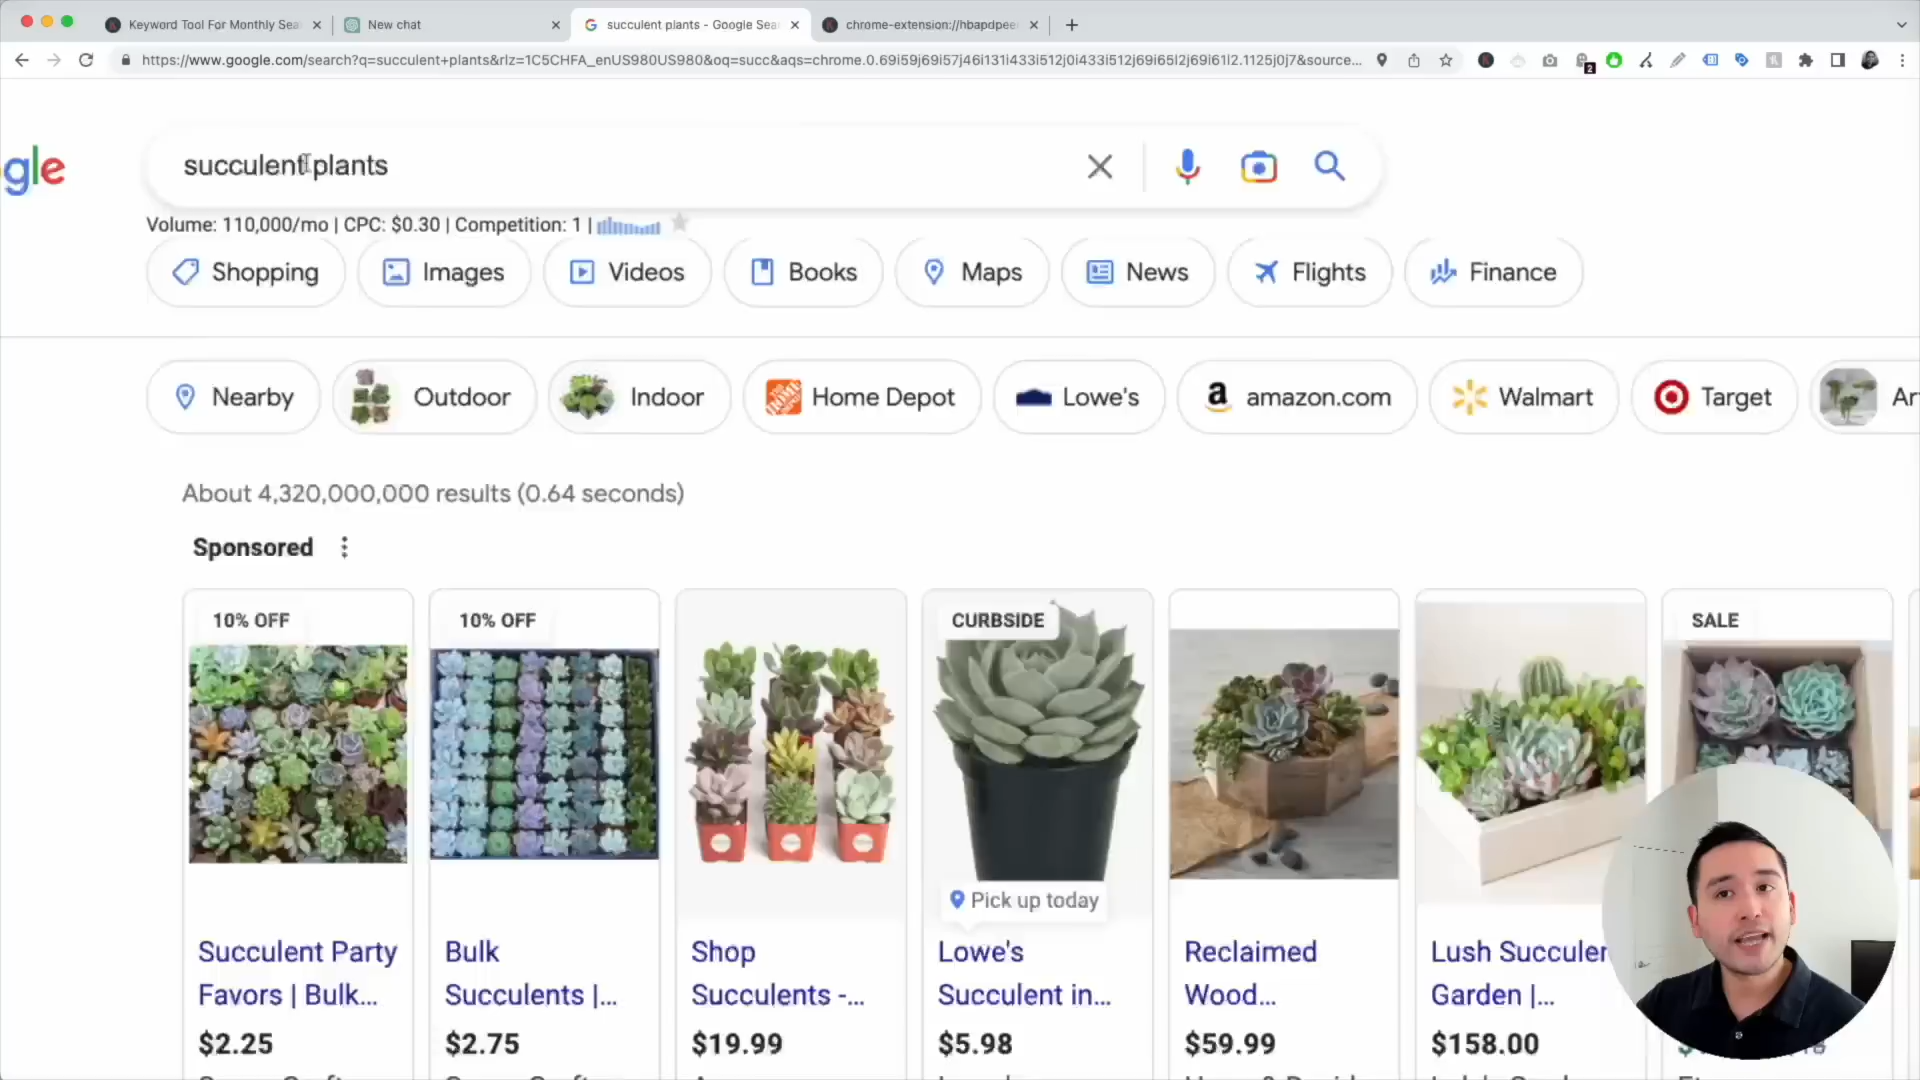 Keyword Tool For Monthly Sea
New chat
succulent plants - Google Sea
chrome-extension://hbapdpee
https://www.google.com/search?q=succulent+plants&rlz=1C5CHFA_enUS980US980&oq=succ&aqs=chrome.0.69i59j69i57j46i131i433i512j0i433i512j69i65l2j69i61l2.1125j0j7&source...
2
gle
succulent plants
Volume: 110,000/mo | CPC: $0.30 | Competition: 1 |
Shopping
Images
Videos
Books
Maps
News
Flights
Finance
Nearby
Outdoor
Indoor
Home Depot
Lowe's
amazon.com
Walmart
Target
Ar
About 4,320,000,000 results (0.64 seconds)
Sponsored
10% OFF
10% OFF
CURBSIDE
SALE
Pick up today
Succulent Party
Favors | Bulk...
$2.25
Bulk
Succulents |...
$2.75
Shop
Succulents -...
$19.99
Lowe's
Succulent in...
$5.98
Reclaimed
Wood...
$59.99
Lush Succulen
Garden |...
$158.00